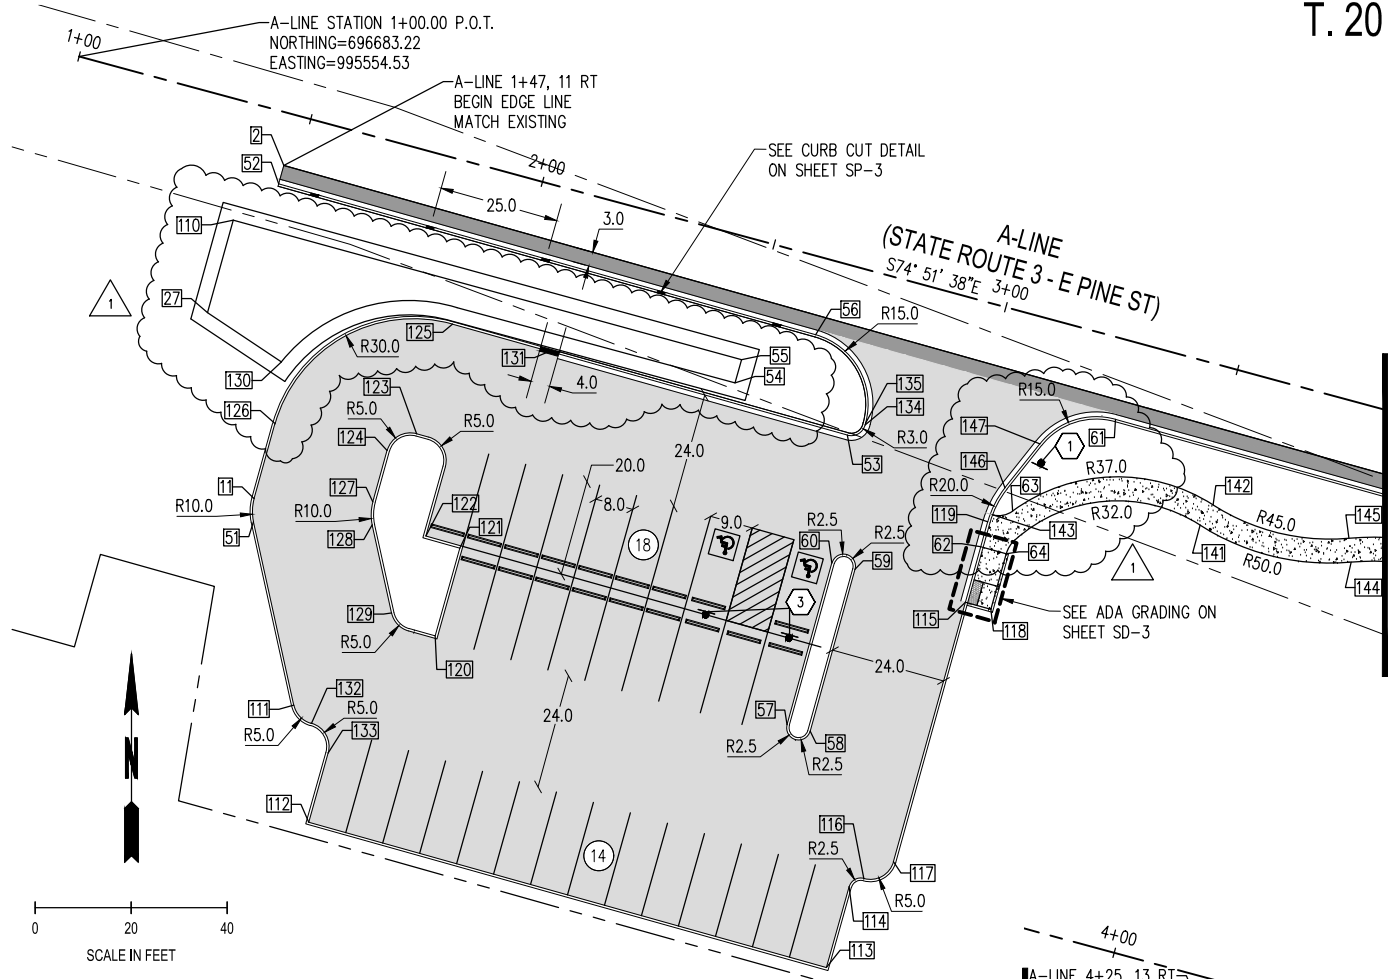 T. 20
A-LINE STATION 1+00.00 P.O.T.
NORTHING=696683.22
EASTING=995554.53
1+00
A-LINE 1+47, 11 RT
BEGIN EDGE LINE
MATCH EXISTING
2
52
2+00
SEE CURB CUT DETAIL
ON SHEET SP-3
25.0
3.0
110
A-LINE
(STATE ROUTE 3 - E PINE ST)
S74° 51' 38"E
3+00
27
1
56
R15.0
125
R30.0
131
55
54
130
4.0
123
135
134
R15.0
126
R5.0
R5.0
124
R3.0
147
61
1
24.0
53
20.0
146
R37.0
127
11
122
8.0
R20.0
63
142
R10.0
R10.0
121
9.0
R2.5
119
R32.0
R45.0
145
51
128
18
60
R2.5
143
62
64
141
59
R50.0
1
144
129
3
115
118
SEE ADA GRADING ON
SHEET SD-3
R5.0
120
24.0
111
132
R5.0
R5.0
133
24.0
57
58
R2.5
R2.5
N
112
116
14
R2.5
117
R5.0
114
113
0
20
40
SCALE IN FEET
4+00
A-LINE 4+25, 13 RT